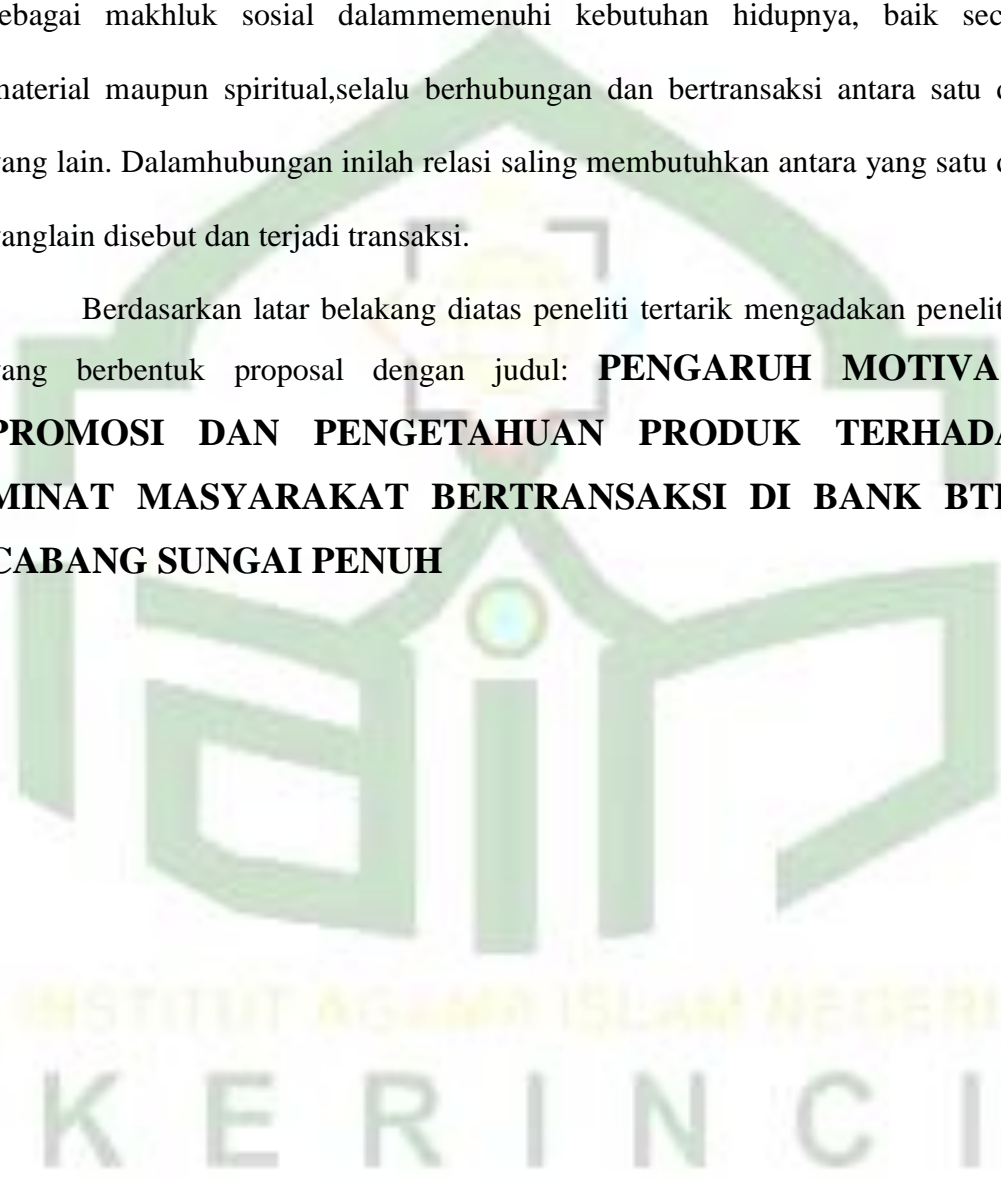 ebagai makhluk sosial dalammemenuhi kebutuhan hidupnya, baik sec
material maupun spiritual,selalu berhubungan dan bertransaksi antara satu d
yang lain. Dalamhubungan inilah relasi saling membutuhkan antara yang satu d
yanglain disebut dan terjadi transaksi.
Berdasarkan latar belakang diatas peneliti tertarik mengadakan penelit
yang berbentuk proposal dengan judul: PENGARUH MOTIVA
PROMOSI DAN PENGETAHUAN PRODUK TERHADA
MINAT MASYARAKAT BERTRANSAKSI DI BANK BT
CABANG SUNGAI PENUH
iain
INSTITUT AGAMA ISLAM NEGERI
KERINCI